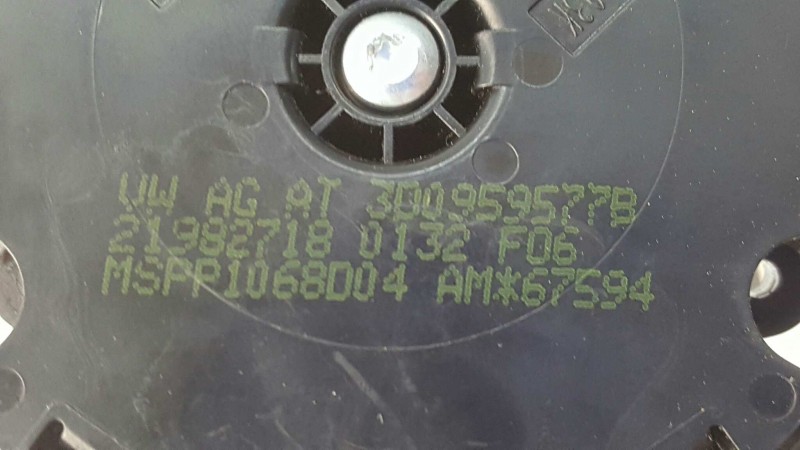 VW AG AT 3D0959577B
21982718 0132 F06
MSPP1068D04 AM*67594